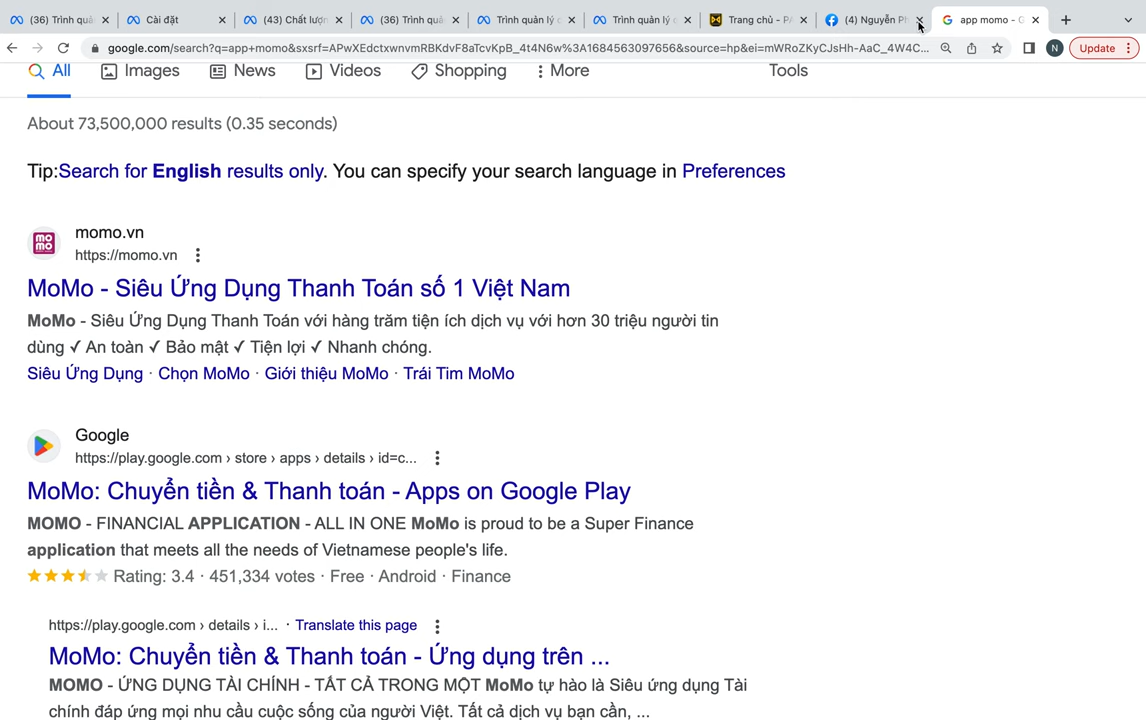 (36) Trình quả
Cài đặt
(43) Chất lượn
(36) Trình quả
Trình quản lý c
Trình quản lý c
Trang chủ - PA
(4) Nguyễn Ph
app momo - G
google.com/search?q=app+momo&sxsrf=APwXEdctxwnvmRBKdvF8aTcvKpB_4t4N6w%3A1684563097656&source=hp&ei=mWRoZKyCJsHh-AaC_4W4C...
N
Update
All
Images
News
Videos
Shopping
More
Tools
About 73,500,000 results (0.35 seconds)
Tip:Search for English results only. You can specify your search language in Preferences
momo
momo.vn
https://momo.vn
MoMo - Siêu Ứng Dụng Thanh Toán số 1 Việt Nam
MoMo - Siêu Ứng Dụng Thanh Toán với hàng trăm tiện ích dịch vụ với hơn 30 triệu người tin
dùng ✓ An toàn ✓ Bảo mật ✓ Tiện lợi ✓ Nhanh chóng.
Siêu Ứng Dụng · Chọn MoMo · Giới thiệu MoMo · Trái Tim MoMo
Google
https://play.google.com › store › apps › details › id=c...
MoMo: Chuyển tiền & Thanh toán - Apps on Google Play
MOMO - FINANCIAL APPLICATION - ALL IN ONE MoMo is proud to be a Super Finance
application that meets all the needs of Vietnamese people's life.
Rating: 3.4 · 451,334 votes · Free · Android · Finance
https://play.google.com › details › i... · Translate this page
MoMo: Chuyển tiền & Thanh toán - Ứng dụng trên ...
MOMO - ỨNG DỤNG TÀI CHÍNH - TẤT CẢ TRONG MỘT MoMo tự hào là Siêu ứng dụng Tài
chính đáp ứng mọi nhu cầu cuộc sống của người Việt. Tất cả dịch vụ bạn cần, ...